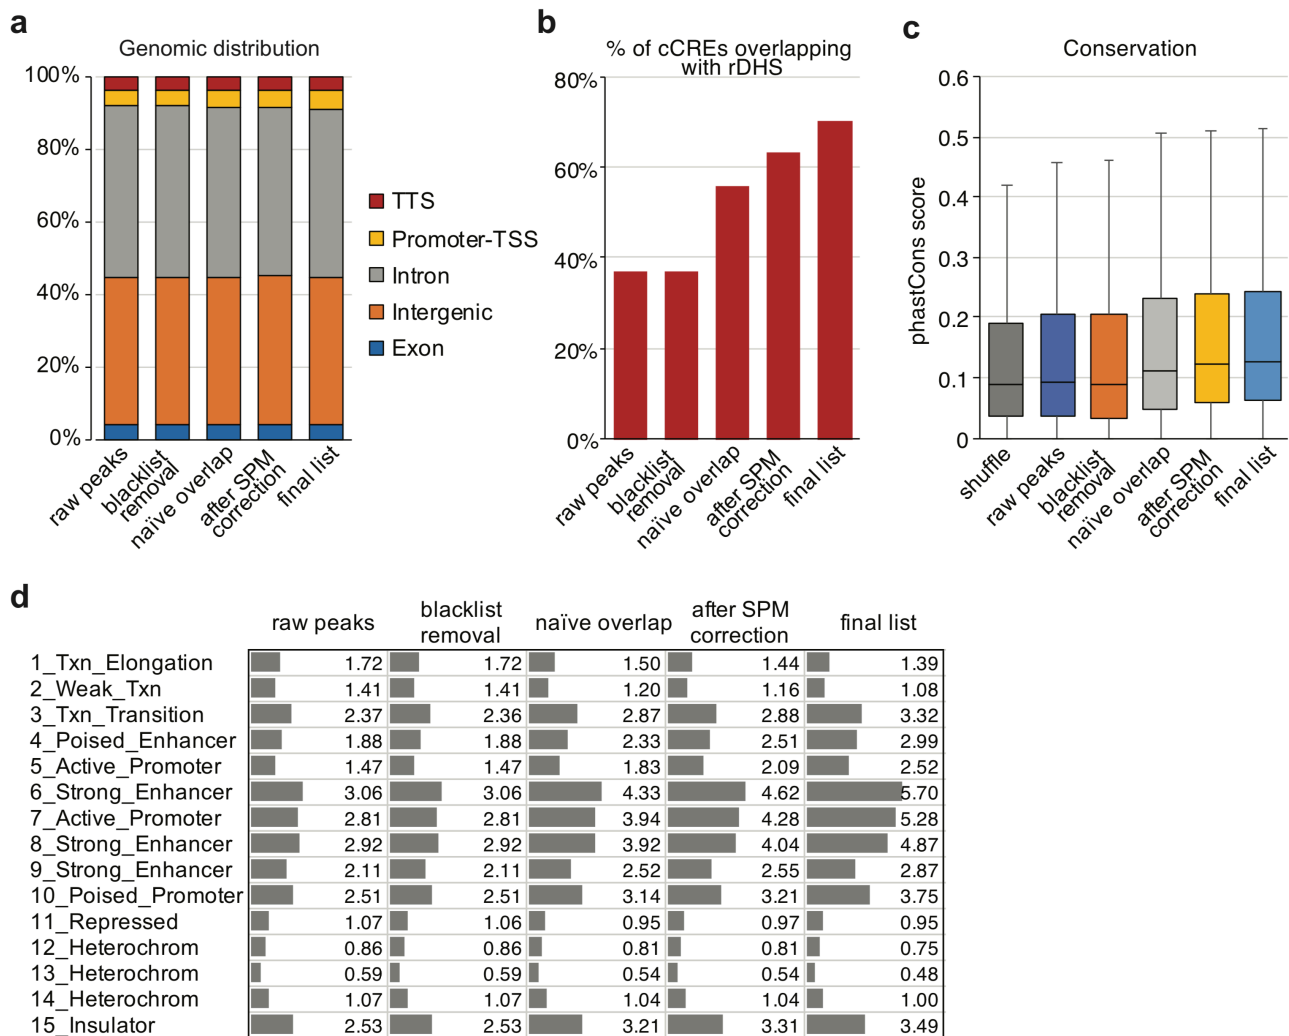 a
Genomic distribution
100%
80%
60%
40%
20%
0%
raw peaks
blacklist
removal
naïve overlap
after SPM
correction
final list
TTS
Promoter-TSS
Intron
Intergenic
Exon
b
% of cCREs overlapping
with rDHS
80%
60%
40%
20%
0%
raw peaks
blacklist
removal
naïve overlap
after SPM
correction
final list
c
Conservation
phastCons score
0.6
0.5
0.4
0.3
0.2
0.1
0
shuffle
raw peaks
blacklist
removal
naïve overlap
after SPM
correction
final list
d
raw peaks
blacklist
removal
naïve overlap
after SPM
correction
final list
1_Txn_Elongation 1.72 1.72 1.50 1.44 1.39
2_Weak_Txn 1.41 1.41 1.20 1.16 1.08
3_Txn_Transition 2.37 2.36 2.87 2.88 3.32
4_Poised_Enhancer 1.88 1.88 2.33 2.51 2.99
5_Active_Promoter 1.47 1.47 1.83 2.09 2.52
6_Strong_Enhancer 3.06 3.06 4.33 4.62 5.70
7_Active_Promoter 2.81 2.81 3.94 4.28 5.28
8_Strong_Enhancer 2.92 2.92 3.92 4.04 4.87
9_Strong_Enhancer 2.11 2.11 2.52 2.55 2.87
10_Poised_Promoter 2.51 2.51 3.14 3.21 3.75
11_Repressed 1.07 1.06 0.95 0.97 0.95
12_Heterochrom 0.86 0.86 0.81 0.81 0.75
13_Heterochrom 0.59 0.59 0.54 0.54 0.48
14_Heterochrom 1.07 1.07 1.04 1.04 1.00
15_Insulator 2.53 2.53 3.21 3.31 3.49